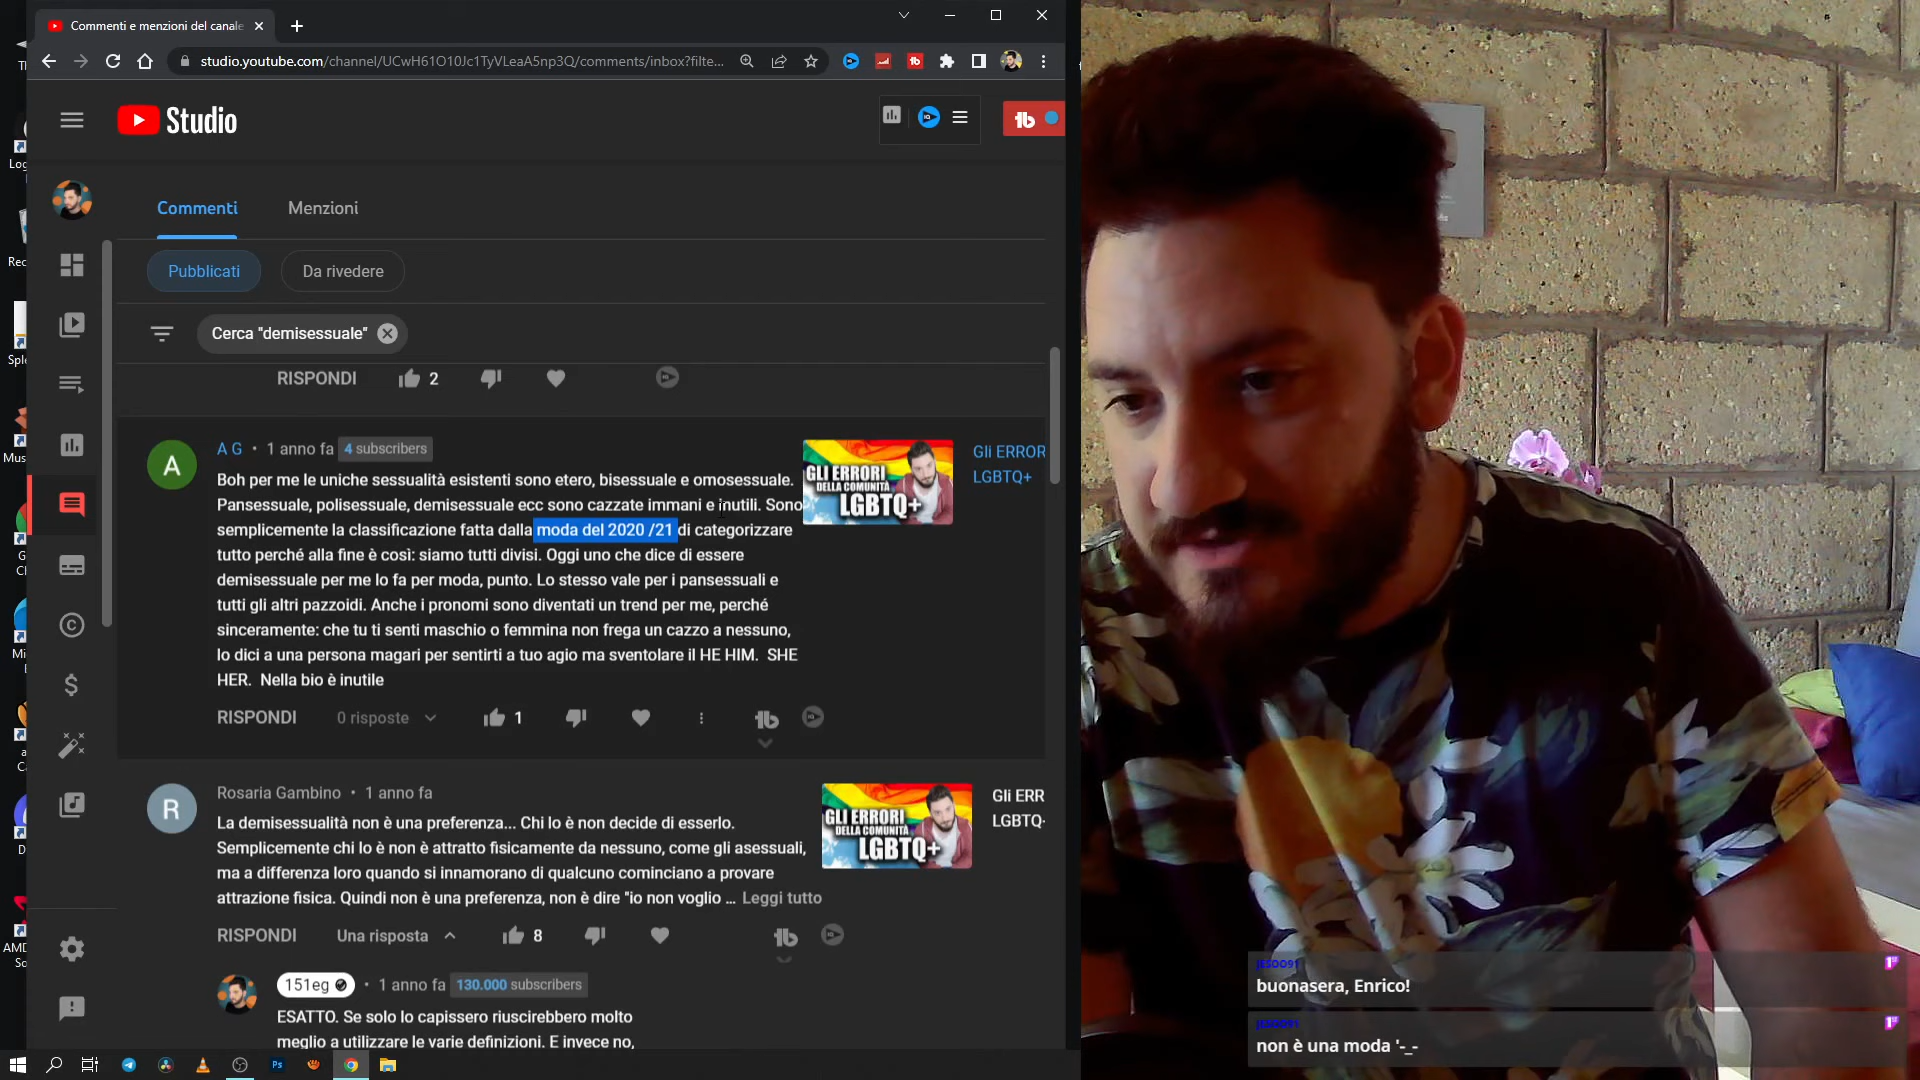 Commenti e menzioni del canale
studio.youtube.com/channel/UCwH61O10Jc1TyVLeaA5np3Q/comments/inbox?filte...
Studio
Commenti
Menzioni
Pubblicati
Da rivedere
Cerca "demisessuale"
RISPONDI
2
A
A G • 1 anno fa 4 subscribers
Boh per me le uniche sessualità esistenti sono etero, bisessuale e omosessuale.
Pansessuale, polisessuale, demisessuale ecc sono cazzate immani e inutili. Sono
semplicemente la classificazione fatta dalla moda del 2020 /21 di categorizzare
tutto perché alla fine è così: siamo tutti divisi. Oggi uno che dice di essere
demisessuale per me lo fa per moda, punto. Lo stesso vale per i pansessuali e
tutti gli altri pazzoidi. Anche i pronomi sono diventati un trend per me, perché
sinceramente: che tu ti senti maschio o femmina non frega un cazzo a nessuno,
lo dici a una persona magari per sentirti a tuo agio ma sventolare il HE HIM. SHE
HER. Nella bio è inutile
GLI ERRORI
DELLA COMUNITÀ
LGBTQ+
Gli ERROR
LGBTQ+
RISPONDI
0 risposte
1
R
Rosaria Gambino • 1 anno fa
La demisessualità non è una preferenza... Chi lo è non decide di esserlo.
Semplicemente chi lo è non è attratto fisicamente da nessuno, come gli asessuali,
ma a differenza loro quando si innamorano di qualcuno cominciano a provare
attrazione fisica. Quindi non è una preferenza, non è dire "io non voglio ... Leggi tutto
GLI ERRORI
DELLA COMUNITÀ
LGBTQ+
Gli ERR
LGBTQ-
RISPONDI
Una risposta
8
151eg • 1 anno fa 130.000 subscribers
ESATTO. Se solo lo capissero riuscirebbero molto
meglio a utilizzare le varie definizioni. E invece no,
buonasera, Enrico!
non è una moda '-_-